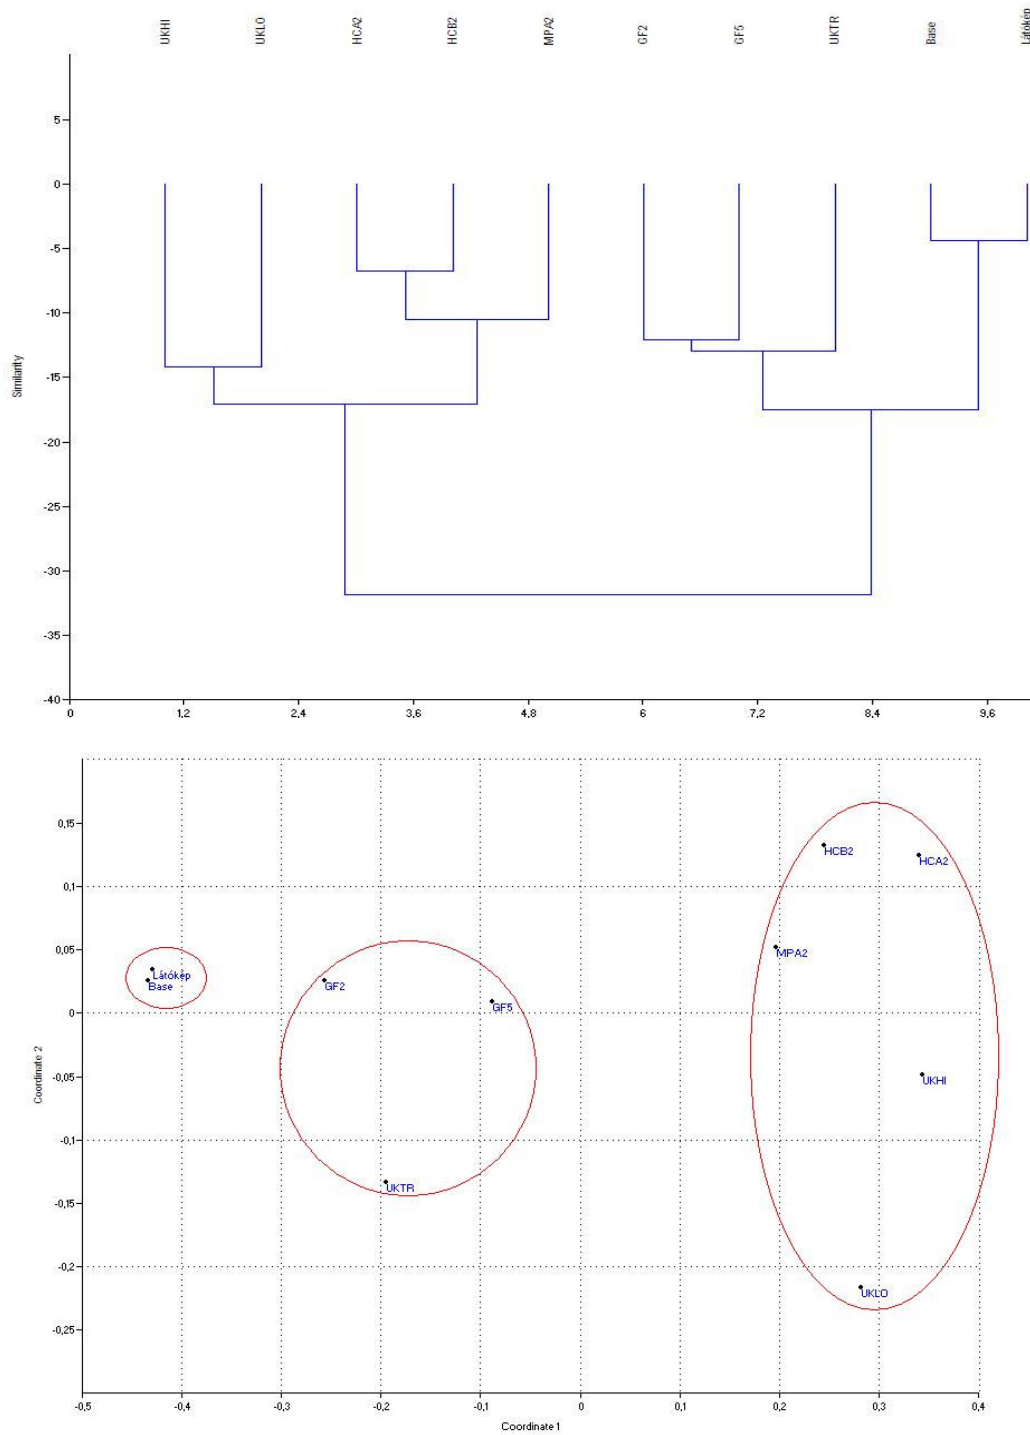 UKHI UKLO HCA2 HCB2 MPA2 GF2 GF5 UKTR Base Látókép
5
0
-5
-10
-15
-20
-25
-30
-35
-40
Similarity
0 1,2 2,4 3,6 4,8 6 7,2 8,4 9,6
0,15
0,1
0,05
0
-0,05
-0,1
-0,15
-0,2
-0,25
Coordinate 2
HCB2
HCA2
MPA2
Látókép
Base
GF2
GF5
UKHI
UKTR
UKLO
-0,5 -0,4 -0,3 -0,2 -0,1 0 0,1 0,2 0,3 0,4
Coordinate 1